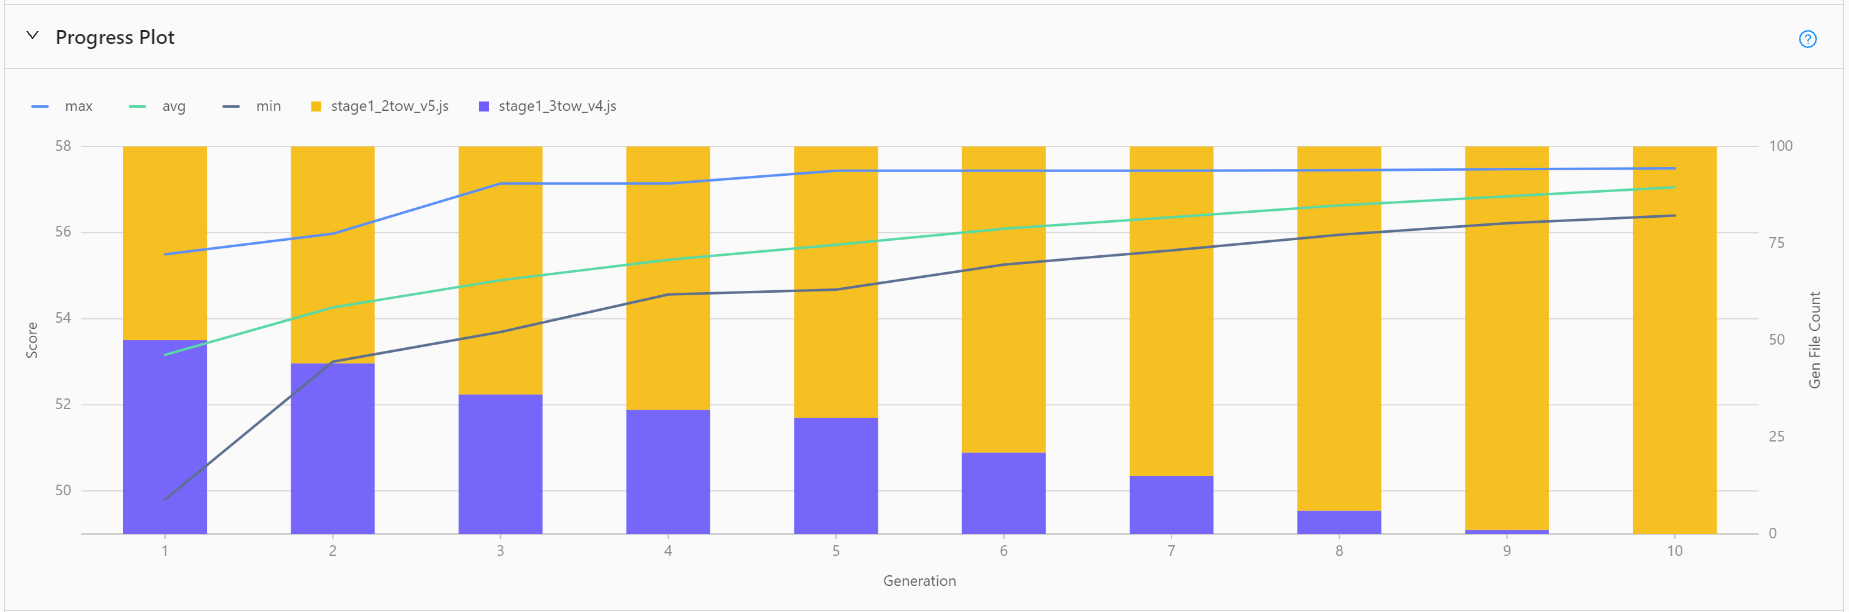 Progress Plot
max avg min stage1_2tow_v5.js stage1_3tow_v4.js
58 100
56
75
54
Score
50
Gen File Count
52
25
50
0
1 2 3 4 5 6 7 8 9 10
Generation